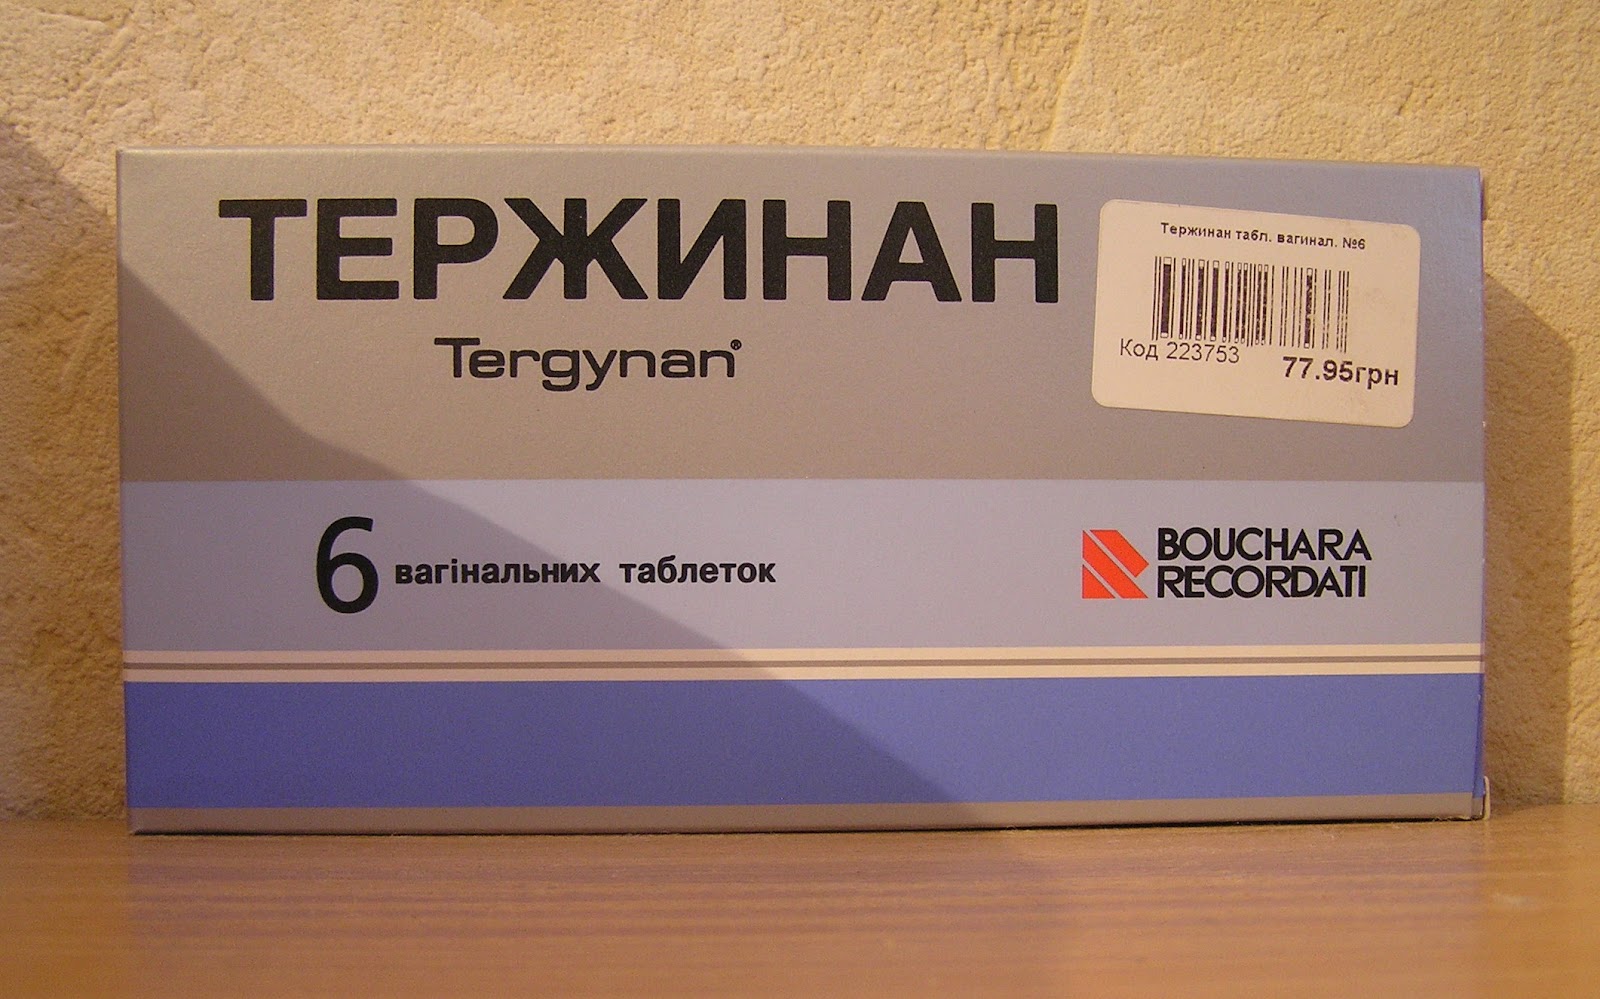 ТЕРЖИНАН
Tergynan®
Тержинан табл. вагинал. №6
Код 223753
77.95грн
6 вагінальних таблеток
BOUCHARA
RECORDATI